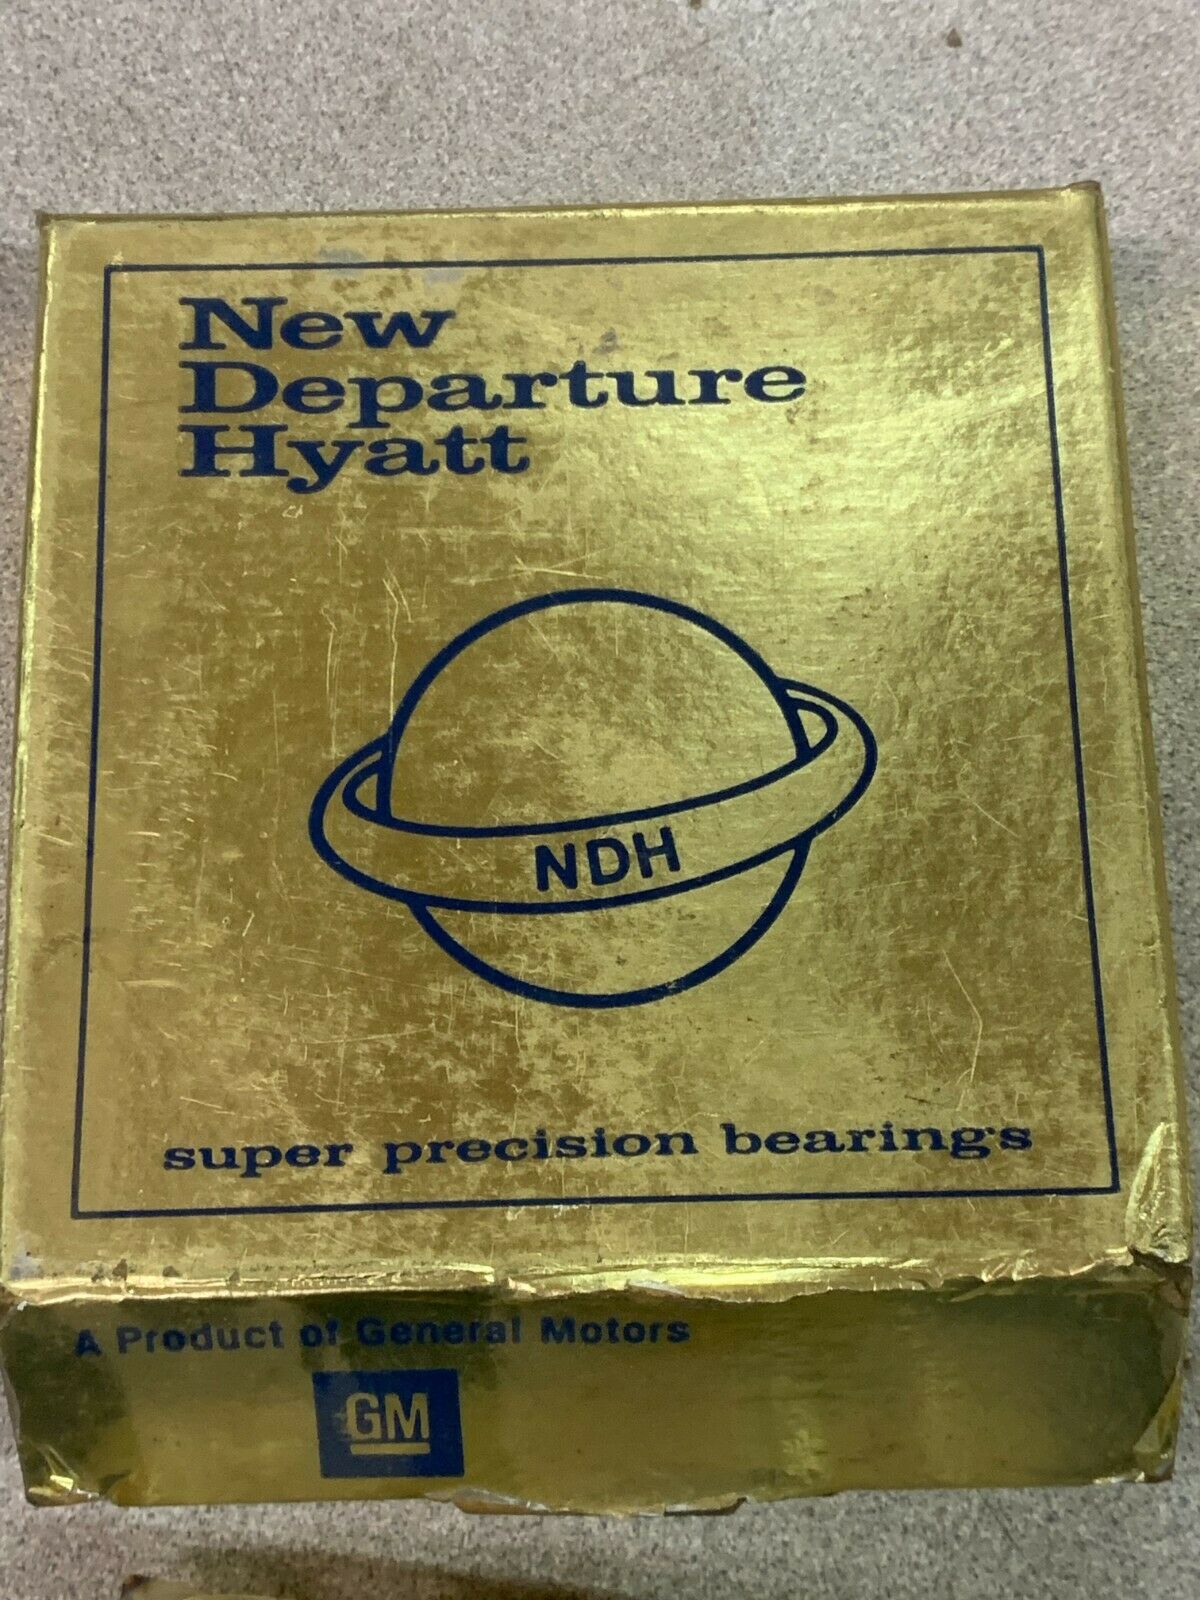 New
Departure
Hyatt
NDH
super precision bearings
A Product of General Motors
GM